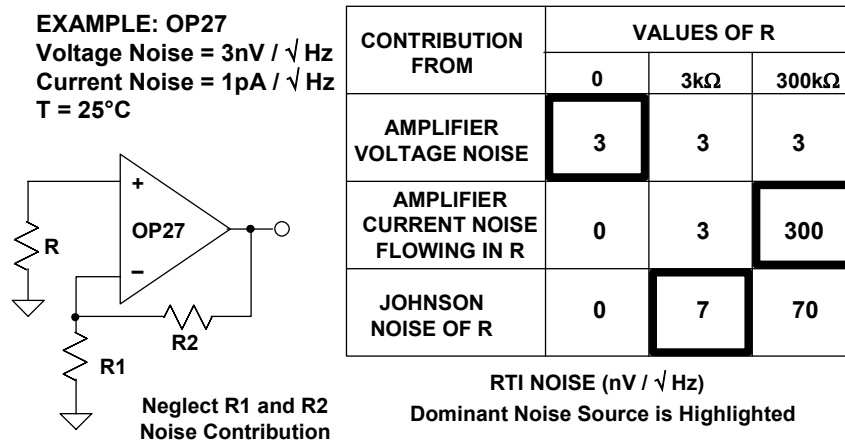 EXAMPLE: OP27
Voltage Noise = 3nV / √ Hz
Current Noise = 1pA / √ Hz
T = 25°C
+
OP27
−
R
R2
R1
Neglect R1 and R2
Noise Contribution
CONTRIBUTION
FROM
VALUES OF R
0 3kΩ 300kΩ
AMPLIFIER
VOLTAGE NOISE
3 3 3
AMPLIFIER
CURRENT NOISE
FLOWING IN R
0 3 300
JOHNSON
NOISE OF R
0 7 70
RTI NOISE (nV / √ Hz)
Dominant Noise Source is Highlighted